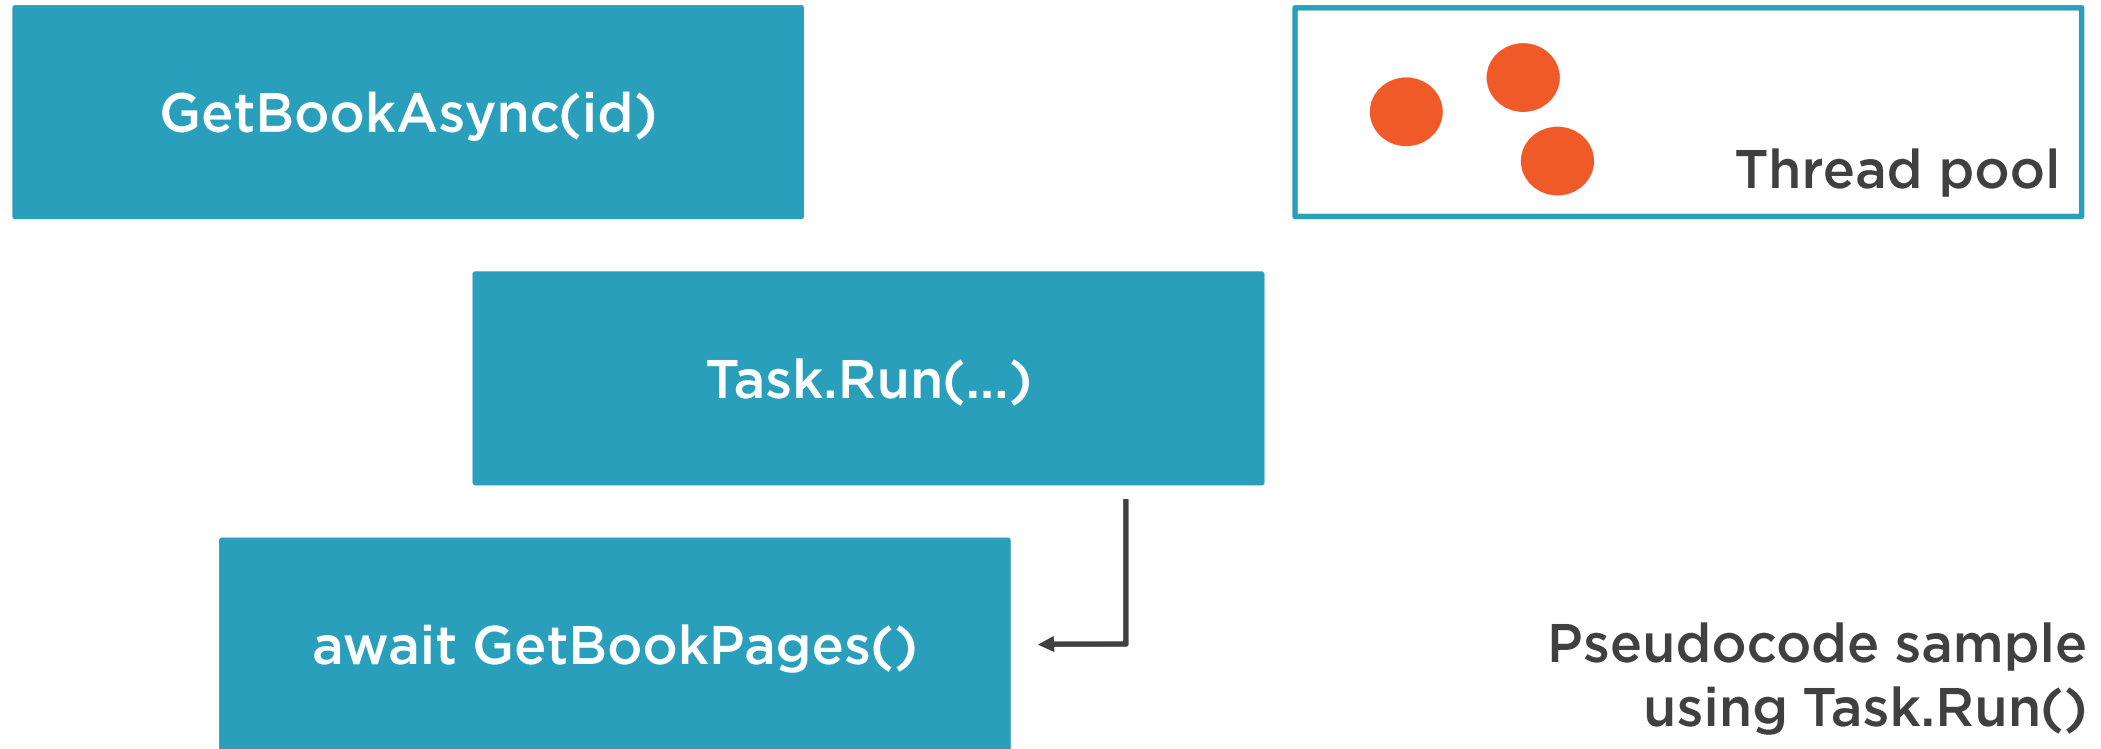 GetBookAsync(id)
Thread pool
Task.Run(...)
await GetBookPages()
Pseudocode sample
using Task.Run()